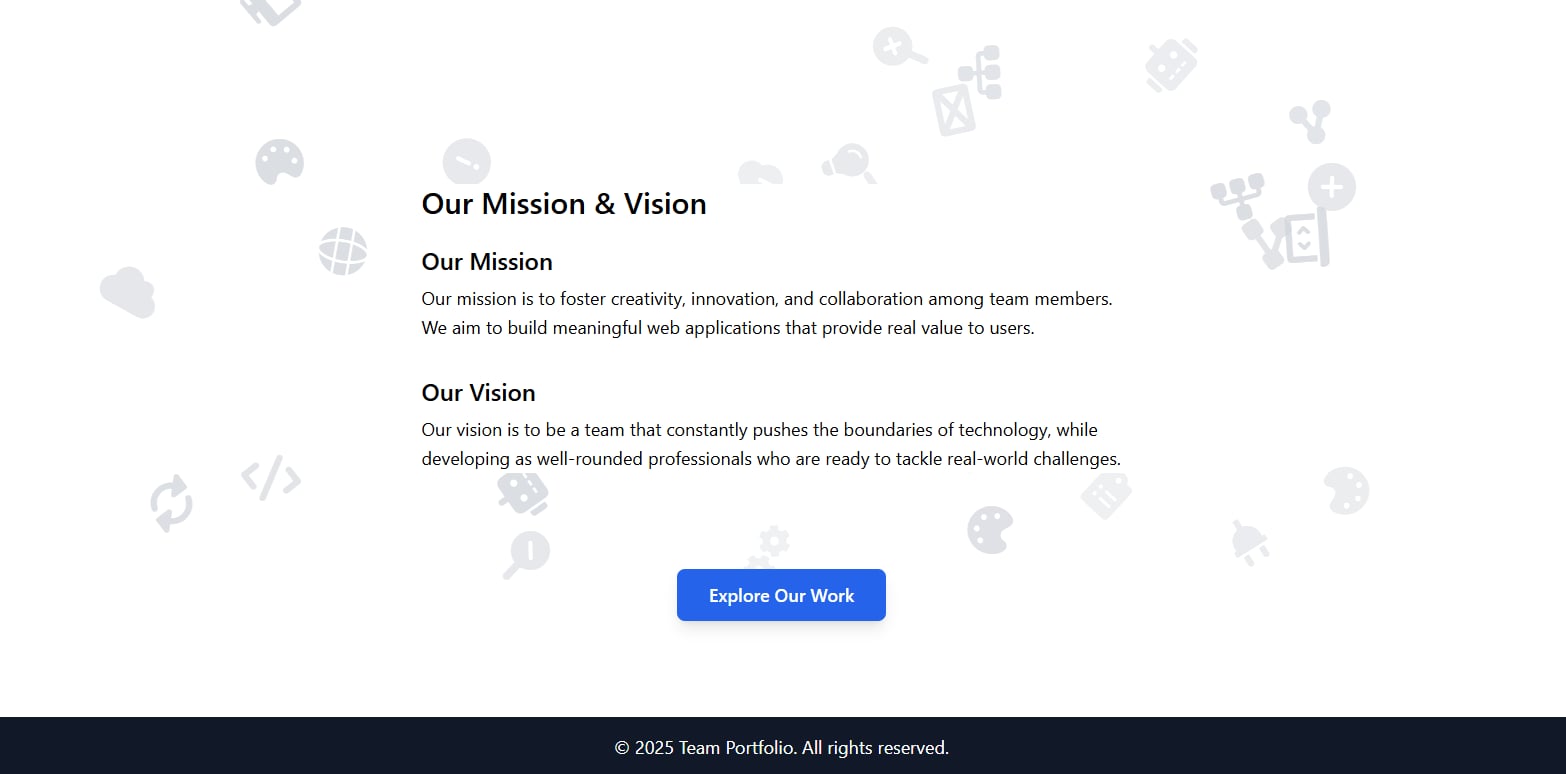 Our Mission & Vision
Our Mission
Our mission is to foster creativity, innovation, and collaboration among team members.
We aim to build meaningful web applications that provide real value to users.
Our Vision
Our vision is to be a team that constantly pushes the boundaries of technology, while
developing as well-rounded professionals who are ready to tackle real-world challenges.
Explore Our Work
© 2025 Team Portfolio. All rights reserved.